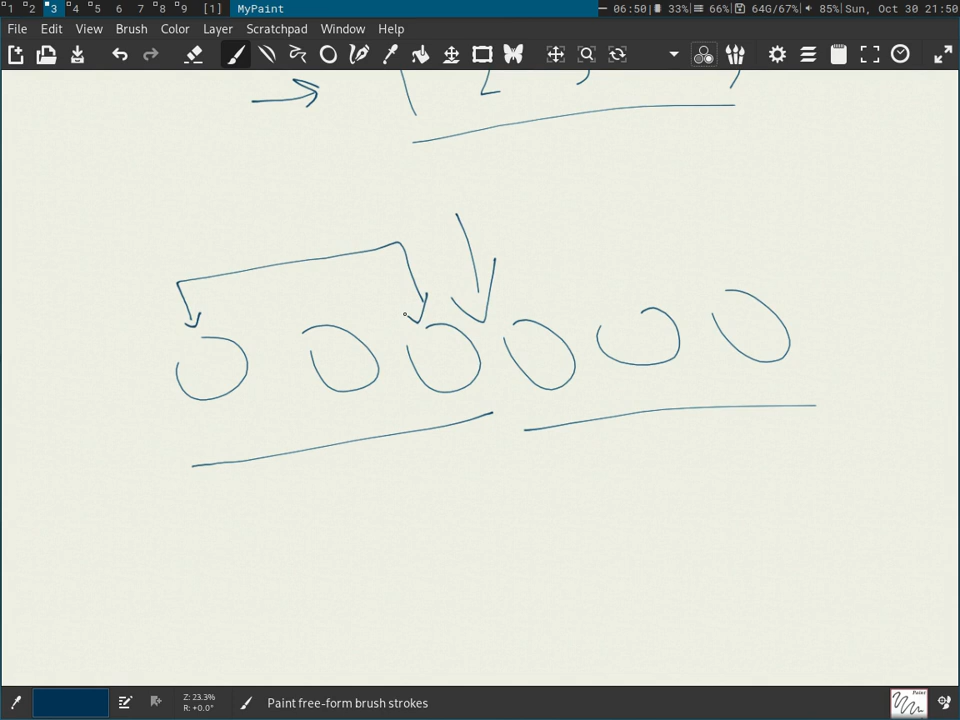 1 2 3 4 5 6 7 8 9 [1] MyPaint 06:50 33% 66% 64G/67% 85% Sun, Oct 30 21:50
File Edit View Brush Color Layer Scratchpad Window Help
2 ,
Z: 23.3%
R: +0.0°
Paint free-form brush strokes